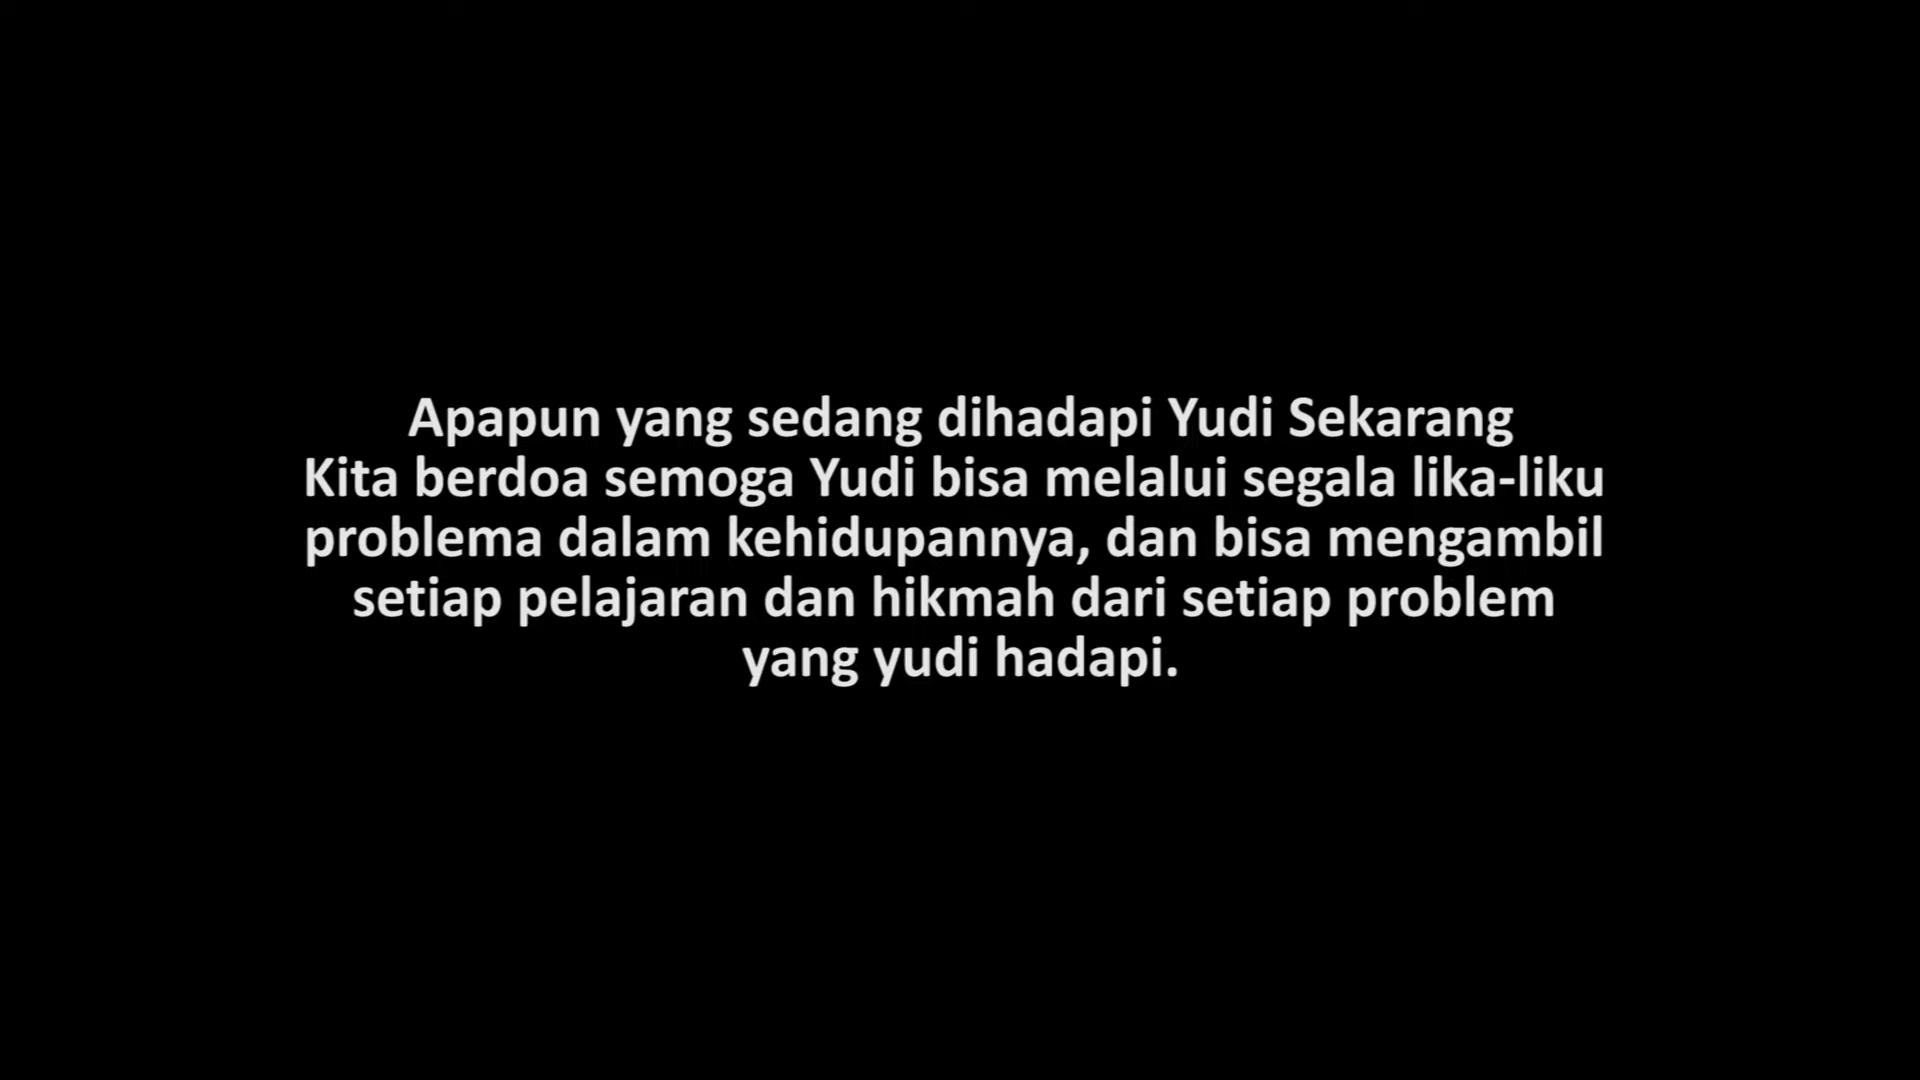 Apapun yang sedang dihadapi Yudi Sekarang
Kita berdoa semoga Yudi bisa melalui segala lika-liku
problema dalam kehidupannya, dan bisa mengambil
setiap pelajaran dan hikmah dari setiap problem
yang yudi hadapi.